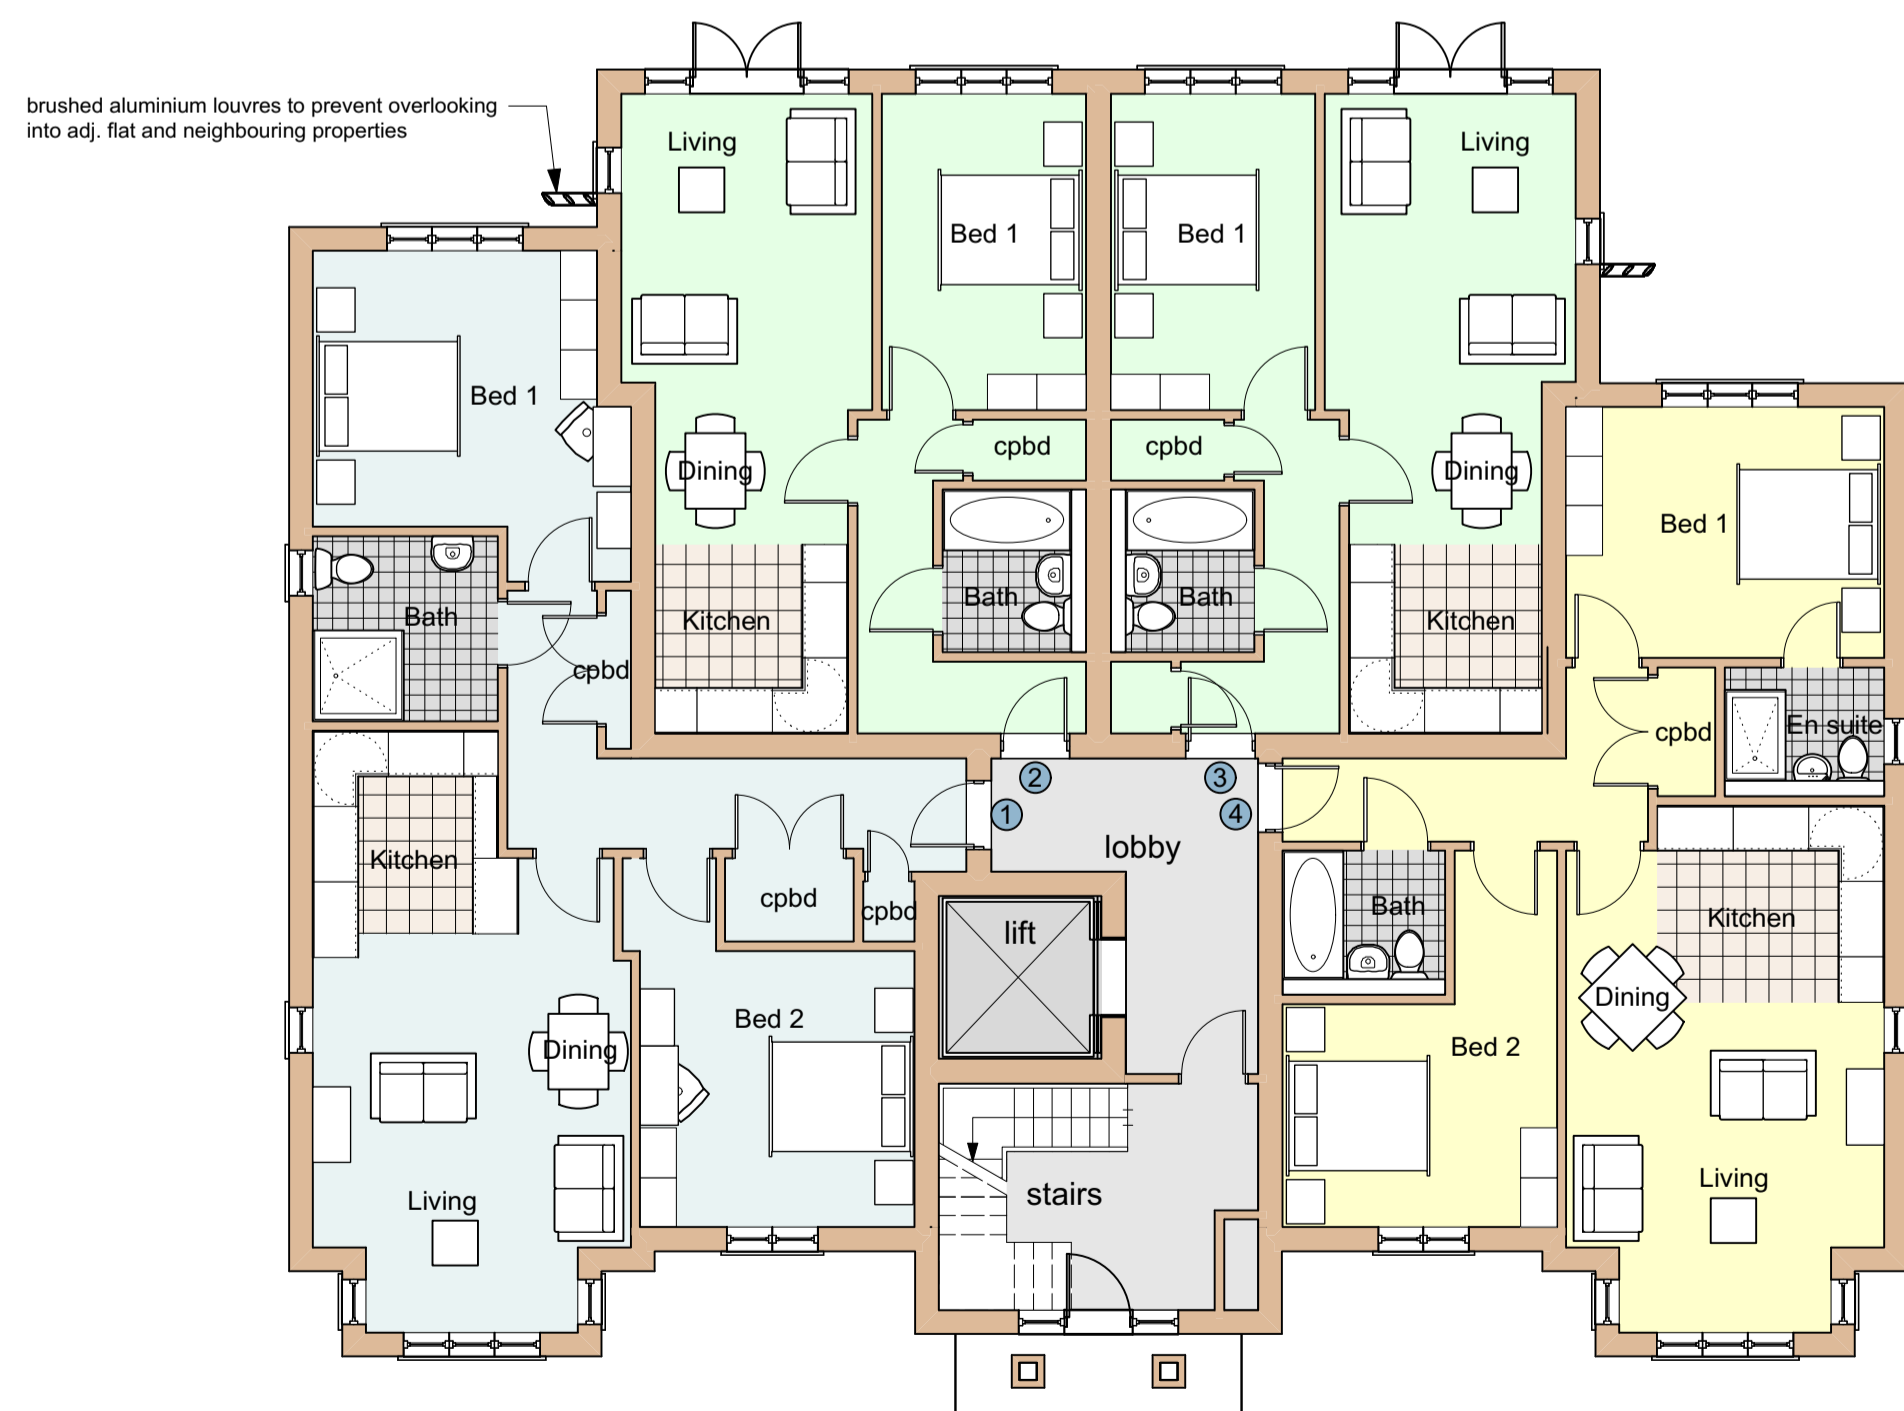 brushed aluminium louvres to prevent overlooking
into adj. flat and neighbouring properties
Living
Living
Bed 1
Bed 1
Bed 1
cpbd
cpbd
Dining
Dining
Bed 1
Bath
Kitchen
Bath
Bath
Kitchen
cpbd
cpbd
En suite
2
3
1
4
lobby
Kitchen
cpbd
cpbd
Bath
Kitchen
lift
Dining
Bed 2
Dining
Bed 2
Living
stairs
Living